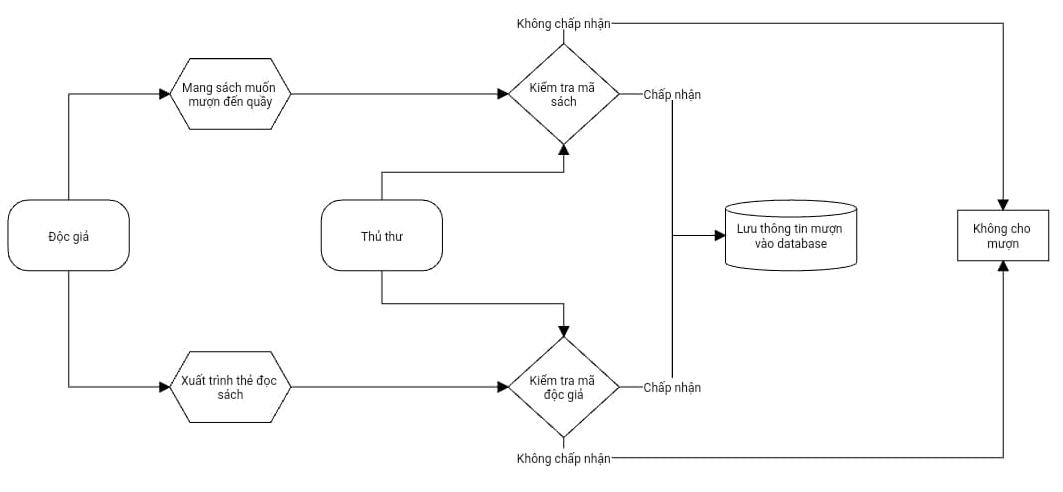 Không chấp nhận
Mang sách muốn
mượn đến quầy
Kiểm tra mã
sách
Chấp nhận
Độc giả
Thủ thư
Lưu thông tin mượn
vào database
Không cho
mượn
Xuất trình thẻ đọc
sách
Kiểm tra mã
độc giả
Chấp nhận
Không chấp nhận